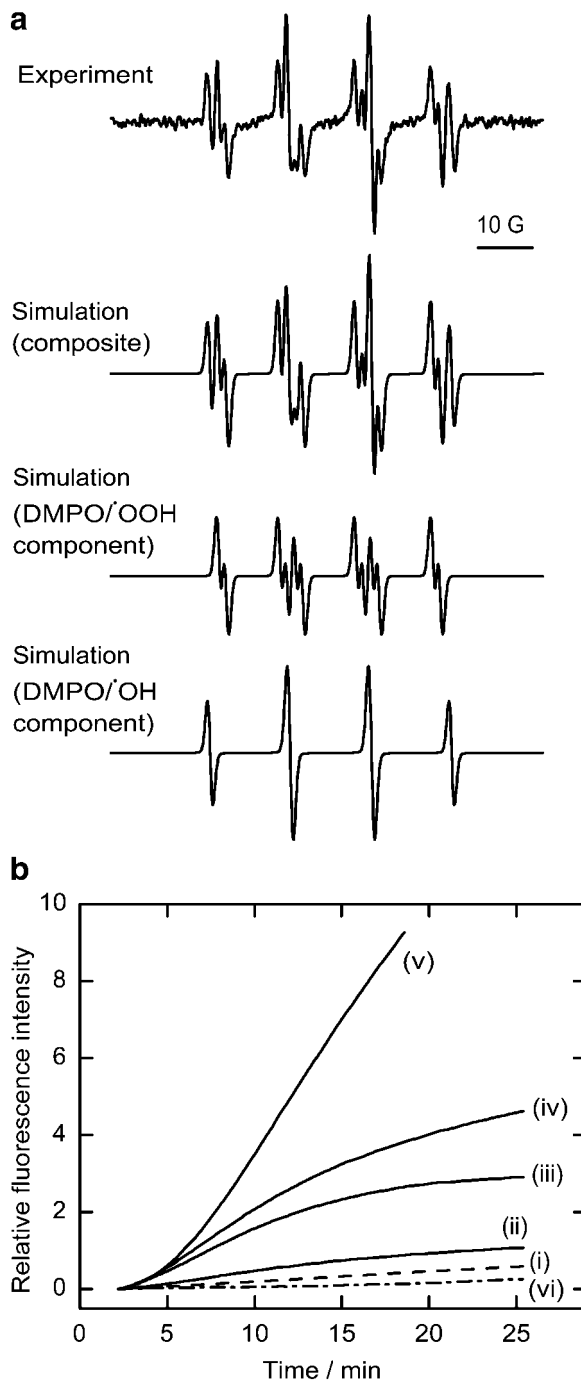 a
Experiment
10 G
Simulation
(composite)
Simulation
(DMPO/˙OOH
component)
Simulation
(DMPO/˙OH
component)
b
Relative fluorescence intensity
10
8
6
4
2
0
(v)
(iv)
(iii)
(ii)
(i)
(vi)
0 5 10 15 20 25
Time / min